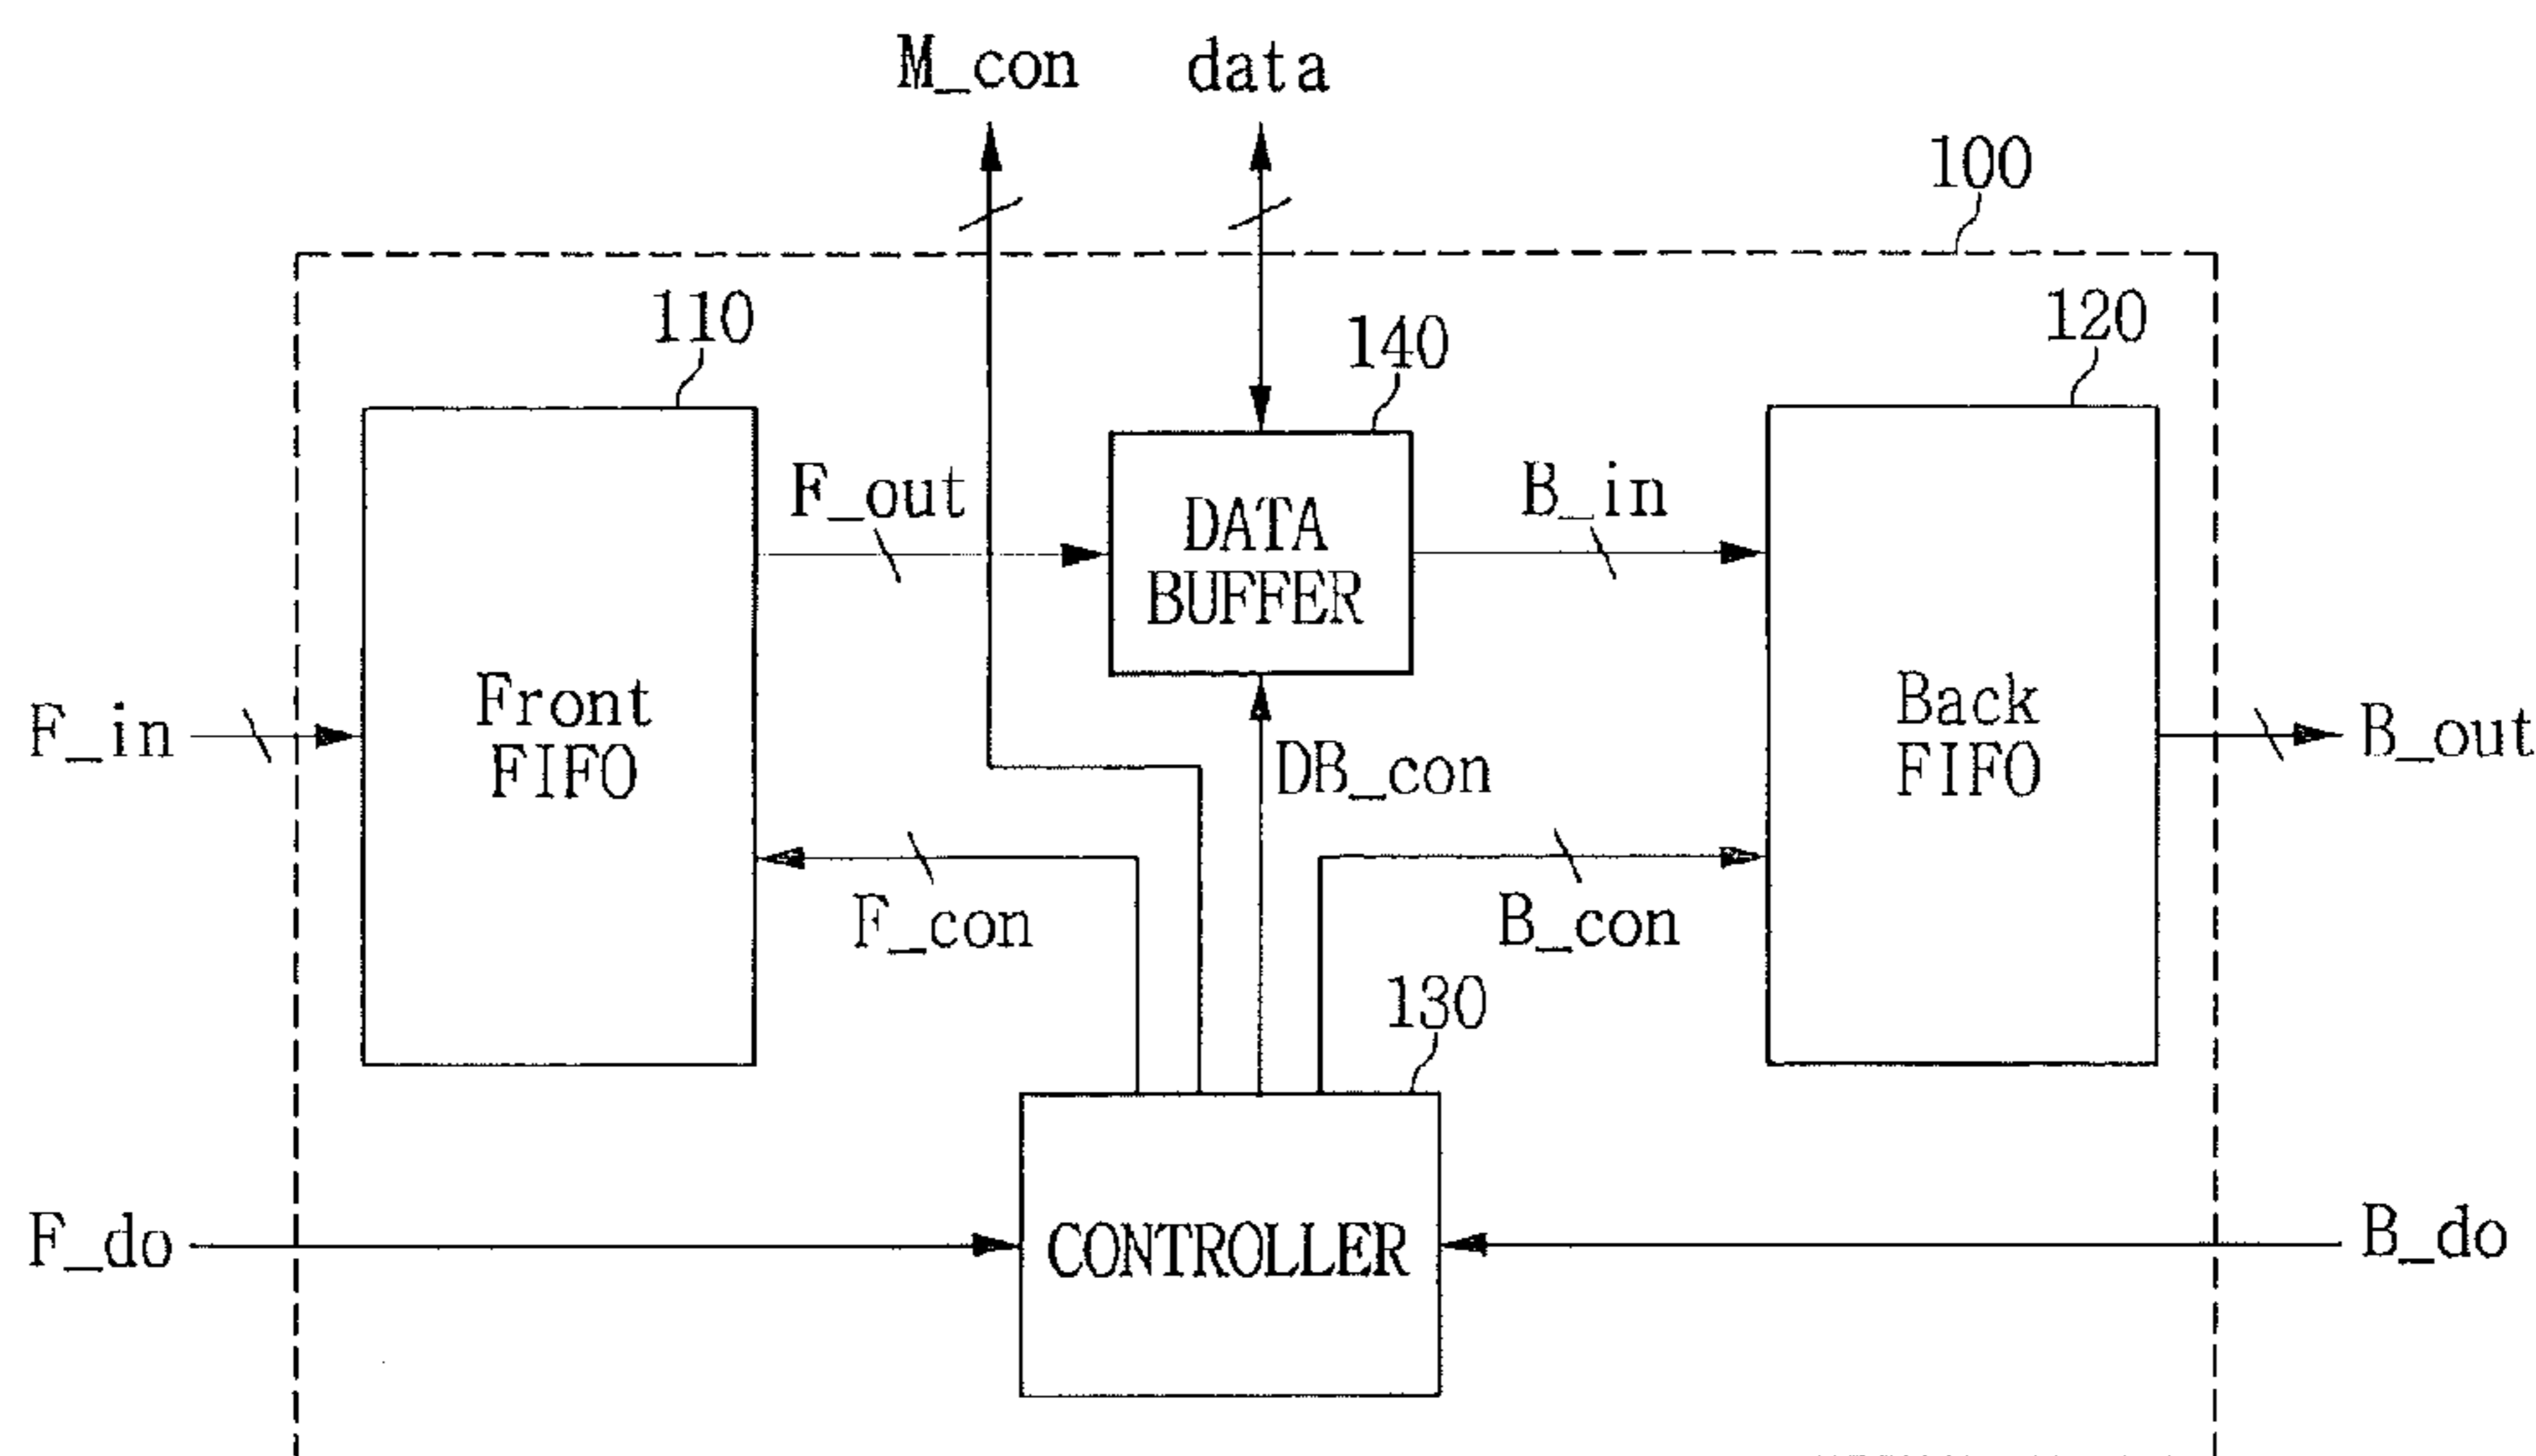 M_con data
100
110
140
120
F_out
B_in
DATA
BUFFER
Front
FIFO
Back
FIFO
F_in
B_out
DB_con
F_con
B_con
130
F_do
CONTROLLER
B_do